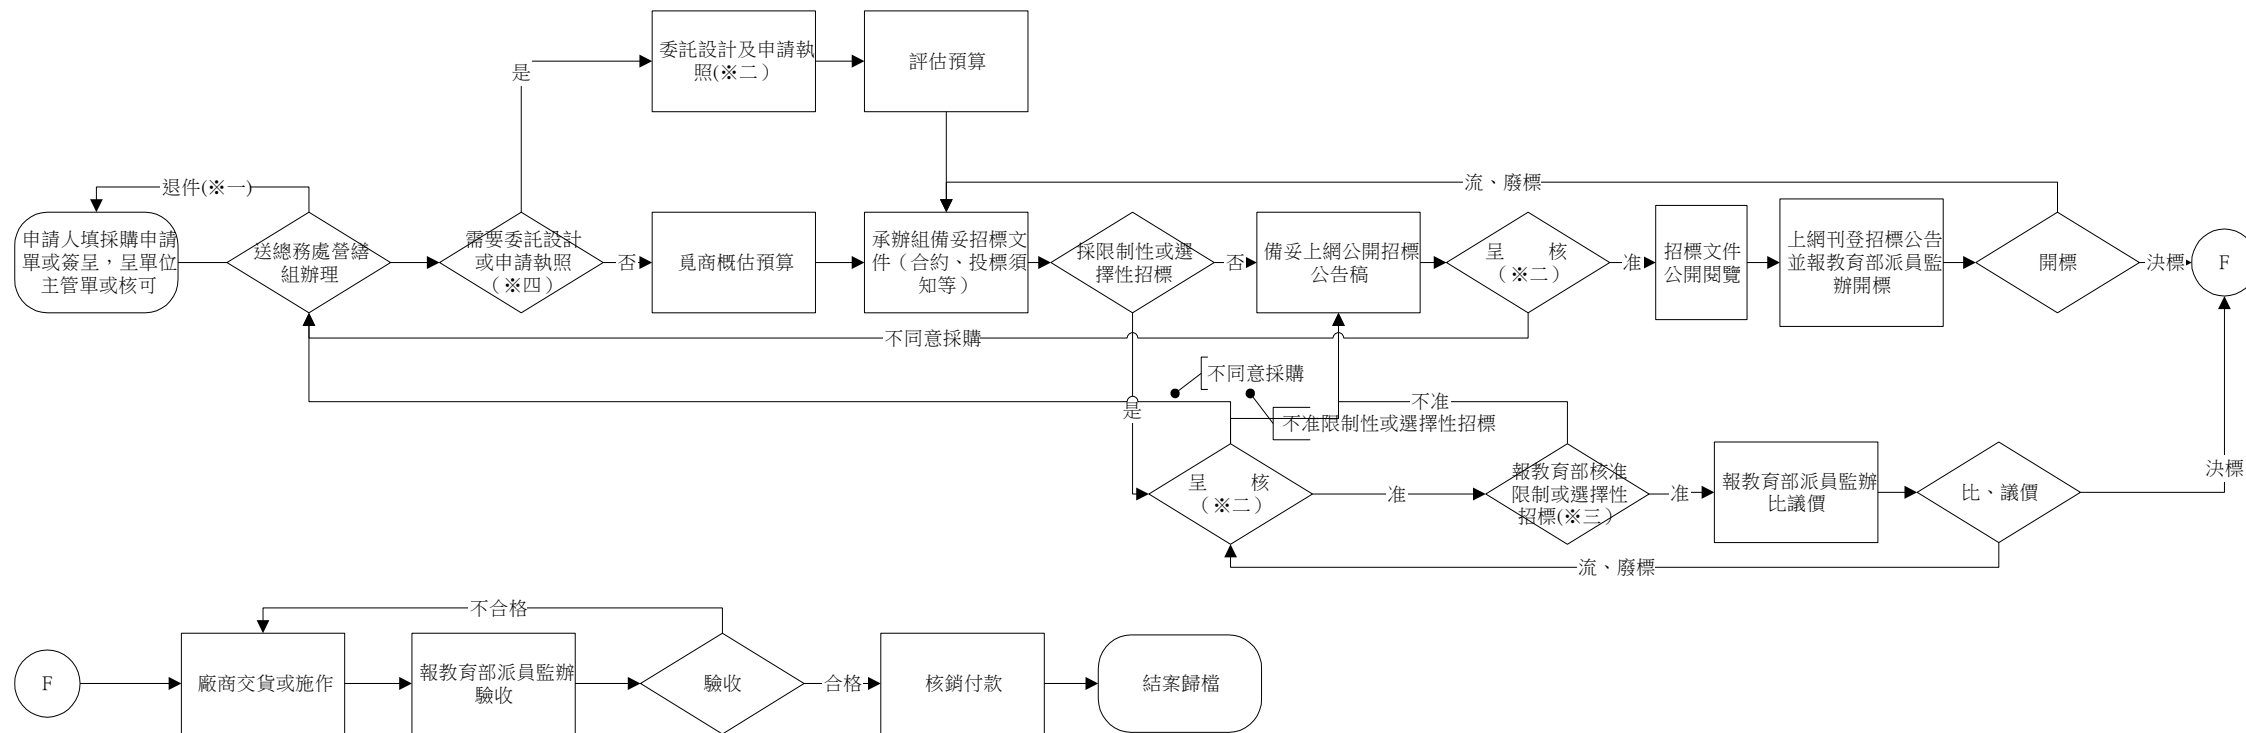 委託設計及申請執
照(※二)
評估預算
是
退件(※一)
流、廢標
申請人填採購申請
單或簽呈，呈單位
主管單或核可
送總務處營繕
組辦理
需要委託設計
或申請執照
(※四)
否
覓商概估預算
承辦組備妥招標文
件（合約、投標須
知等）
採限制性或選
擇性招標
否
備妥上網公開招標
公告稿
呈 核
（※二）
准
招標文件
公開閱覽
上網刊登招標公告
並報教育部派員監
辦開標
開標
決標
F
不同意採購
不同意採購
不准
是
不准限制性或選擇性招標
呈 核
（※二）
准
報教育部核准
限制或選擇性
招標(※三)
准
報教育部派員監辦
比議價
比、議價
決標
流、廢標
不合格
F
廠商交貨或施作
報教育部派員監辦
驗收
驗收
合格
核銷付款
結案歸檔